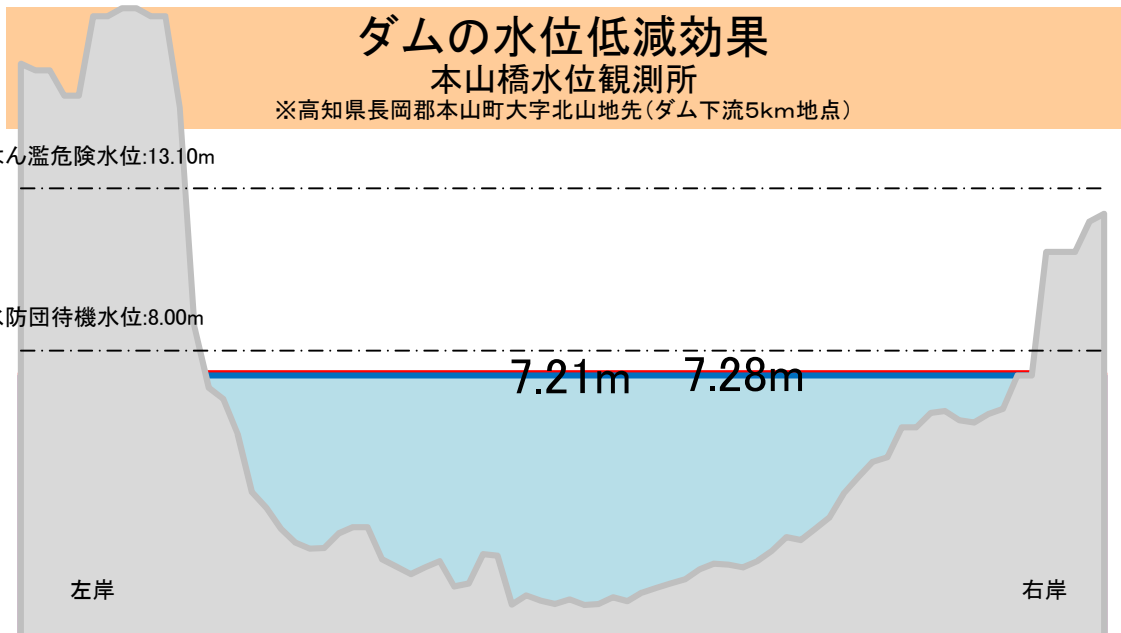 ダムの水位低減効果
本山橋水位観測所
※高知県長岡郡本山町大字北山地先(ダム下流5km地点)
ん濫危険水位:13.10m
防団待機水位:8.00m
7.21m 7.28m
左岸 右岸